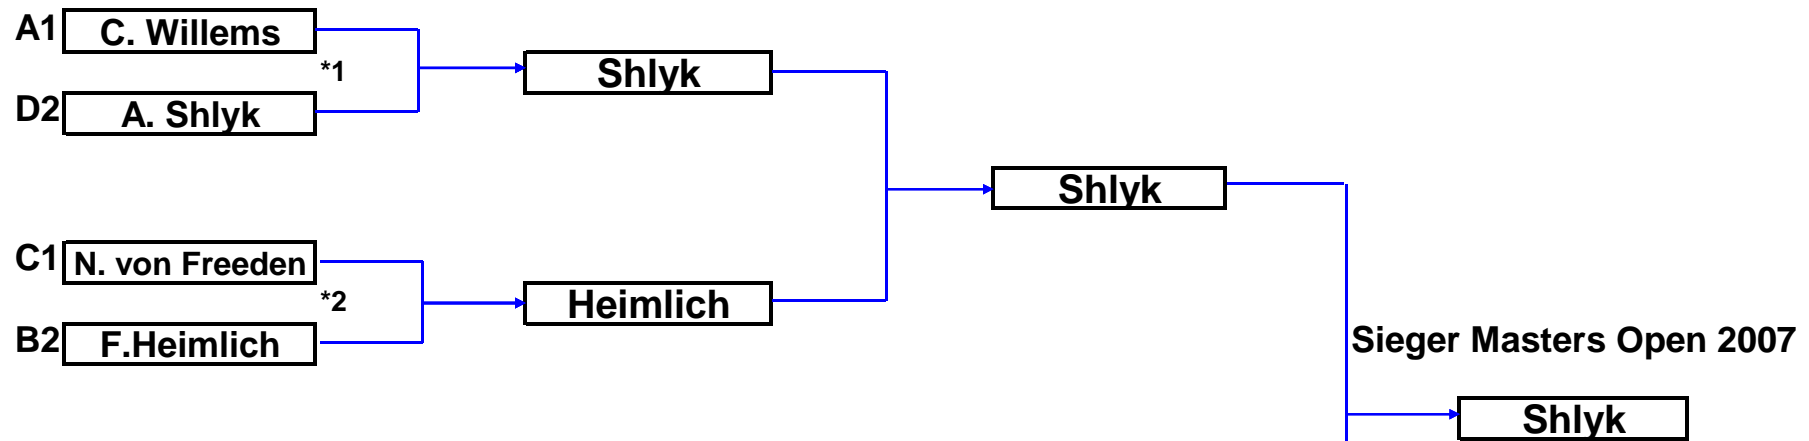 A1 C. Willems
*1
Shlyk
D2 A. Shlyk
Shlyk
C1 N. von Freeden
*2
Heimlich
B2 F.Heimlich
Sieger Masters Open 2007
Shlyk